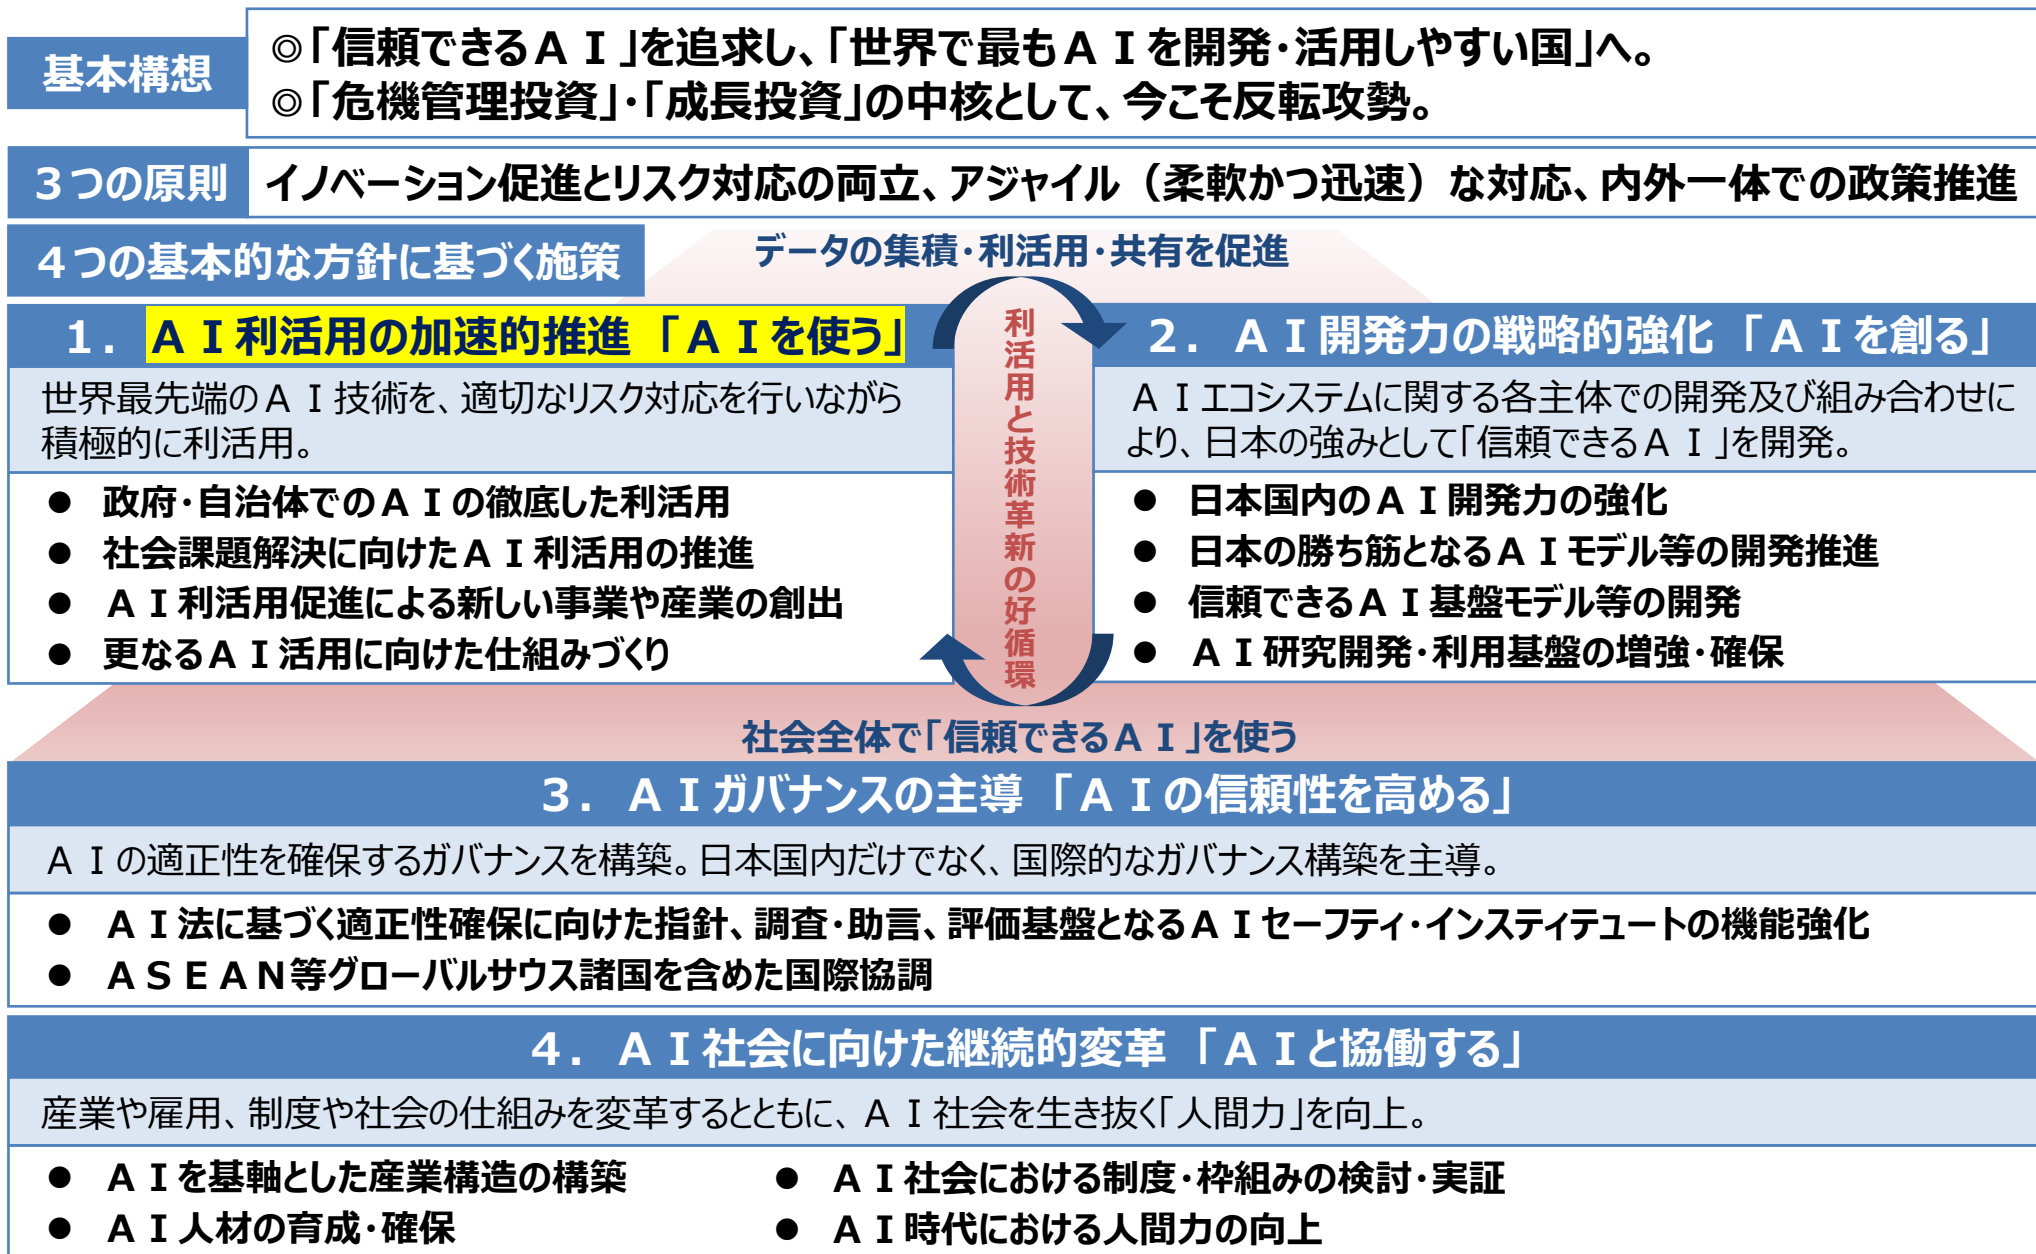 基本構想
◎「信頼できるＡＩ」を追求し、「世界で最もＡＩを開発・活用しやすい国」へ。
◎「危機管理投資」・「成長投資」の中核として、今こそ反転攻勢。
３つの原則
イノベーション促進とリスク対応の両立、アジャイル（柔軟かつ迅速）な対応、内外一体での政策推進
４つの基本的な方針に基づく施策
データの集積・利活用・共有を促進
１．ＡＩ利活用の加速的推進「ＡＩを使う」
世界最先端のＡＩ技術を、適切なリスク対応を行いながら
積極的に利活用。
● 政府・自治体でのＡＩの徹底した利活用
● 社会課題解決に向けたＡＩ利活用の推進
● ＡＩ利活用促進による新しい事業や産業の創出
● 更なるＡＩ活用に向けた仕組みづくり
利活用と技術革新の好循環
２．ＡＩ開発力の戦略的強化「ＡＩを創る」
ＡＩエコシステムに関する各主体での開発及び組み合わせに
より、日本の強みとして「信頼できるＡＩ」を開発。
● 日本国内のＡＩ開発力の強化
● 日本の勝ち筋となるＡＩモデル等の開発推進
● 信頼できるＡＩ基盤モデル等の開発
● ＡＩ研究開発・利用基盤の増強・確保
社会全体で「信頼できるＡＩ」を使う
３．ＡＩガバナンスの主導「ＡＩの信頼性を高める」
ＡＩの適正性を確保するガバナンスを構築。日本国内だけでなく、国際的なガバナンス構築を主導。
● ＡＩ法に基づく適正性確保に向けた指針、調査・助言、評価基盤となるＡＩセーフティ・インスティテュートの機能強化
● ＡＳＥＡＮ等グローバルサウス諸国を含めた国際協調
４．ＡＩ社会に向けた継続的変革「ＡＩと協働する」
産業や雇用、制度や社会の仕組みを変革するとともに、ＡＩ社会を生き抜く「人間力」を向上。
● ＡＩを基軸とした産業構造の構築
● ＡＩ人材の育成・確保
● ＡＩ社会における制度・枠組みの検討・実証
● ＡＩ時代における人間力の向上